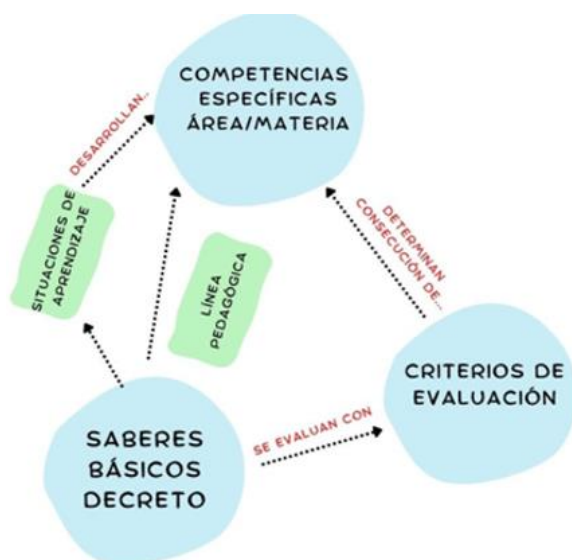 COMPETENCIAS
ESPECÍFICAS
ÁREA/MATERIA
DESARROLLAN..
SITUACIONES DE
APRENDIZAJE
LÍNEA
PEDAGÓGICA
DETERMINAN
CONSECUCIÓN DE...
CRITERIOS DE
EVALUACIÓN
SABERES
BÁSICOS
DECRETO
SE EVALUAN CON